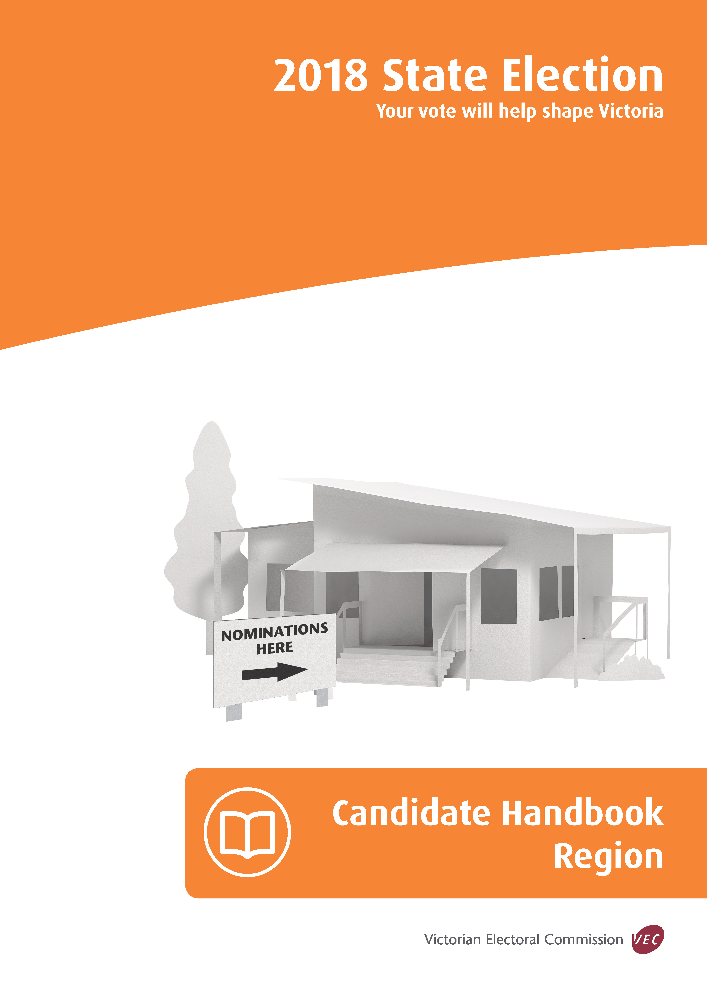 2018 State Election
Your vote will help shape Victoria
NOMINATIONS
HERE
Candidate Handbook
Region
Victorian Electoral Commission VEC